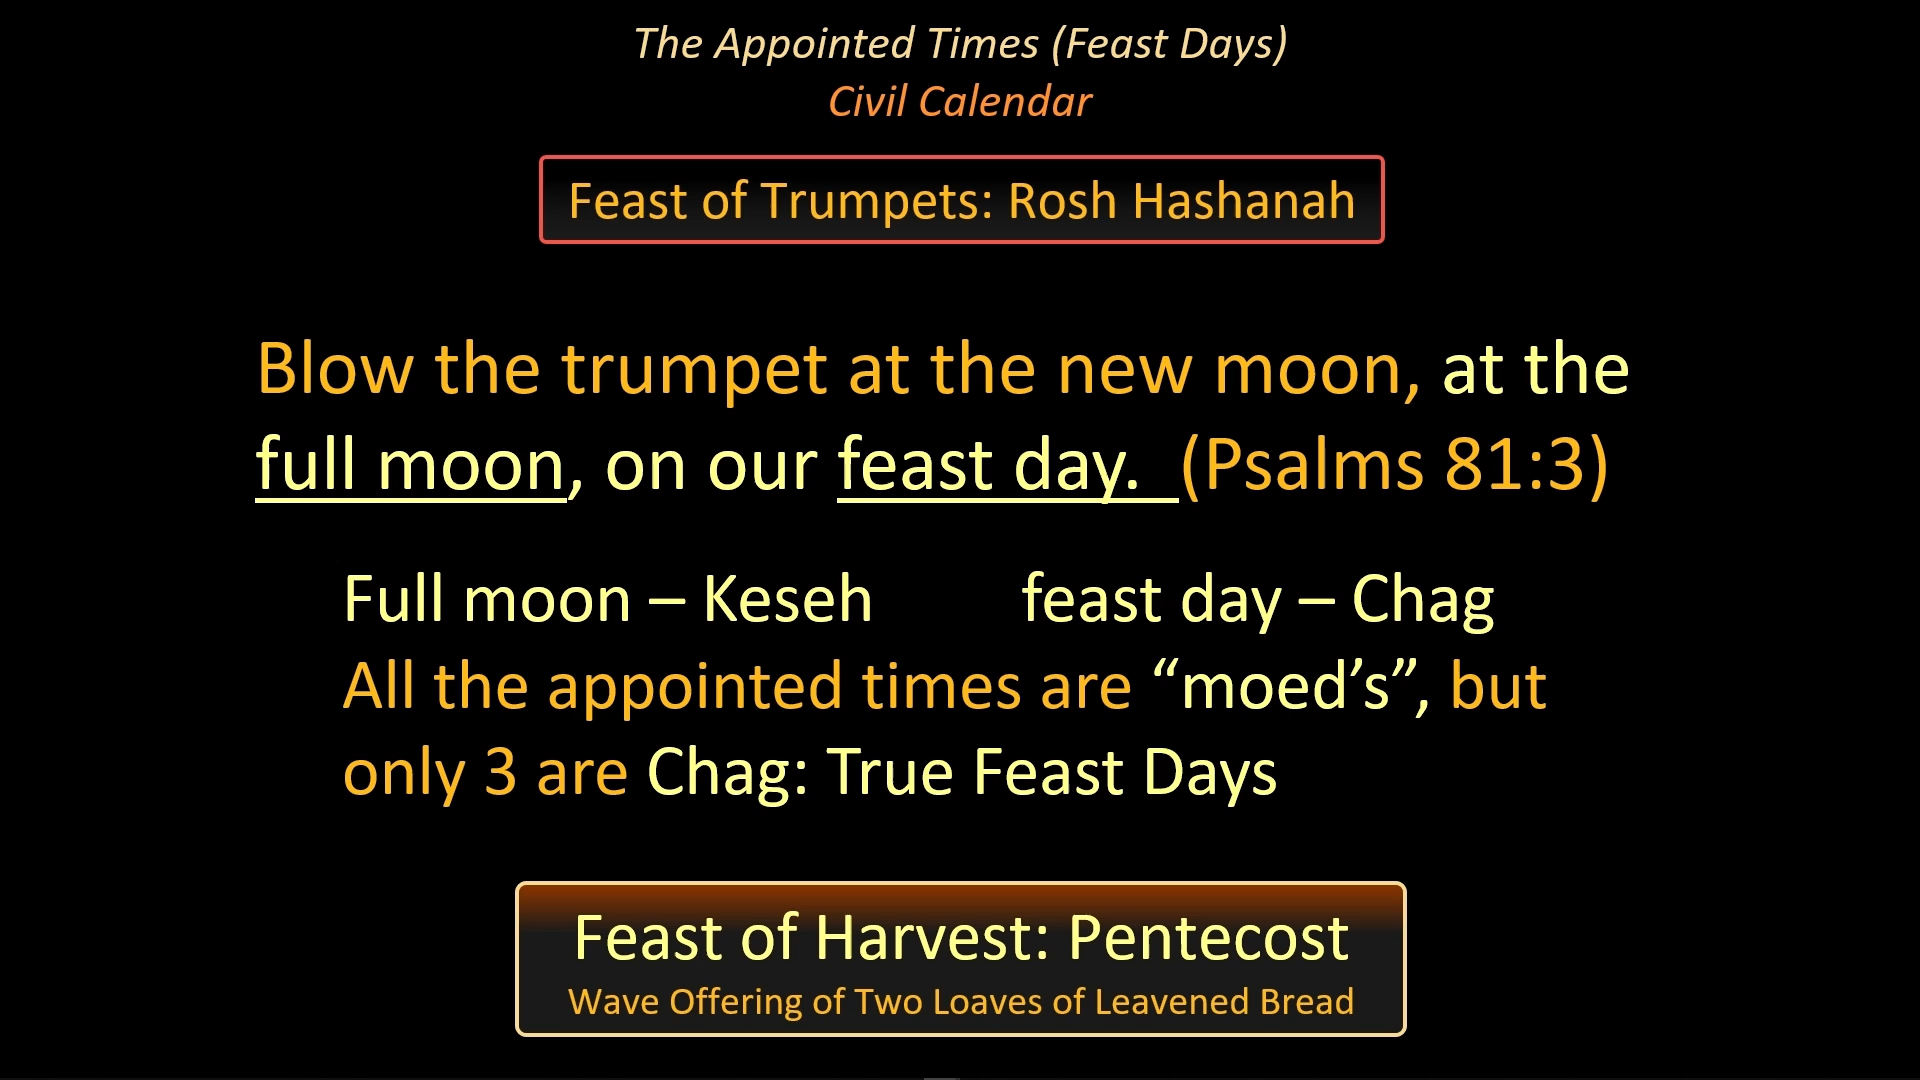 The Appointed Times (Feast Days)
Civil Calendar
Feast of Trumpets: Rosh Hashanah
Blow the trumpet at the new moon, at the
full moon, on our feast day. (Psalms 81:3)
Full moon – Keseh feast day – Chag
All the appointed times are “moed’s”, but
only 3 are Chag: True Feast Days
Feast of Harvest: Pentecost
Wave Offering of Two Loaves of Leavened Bread